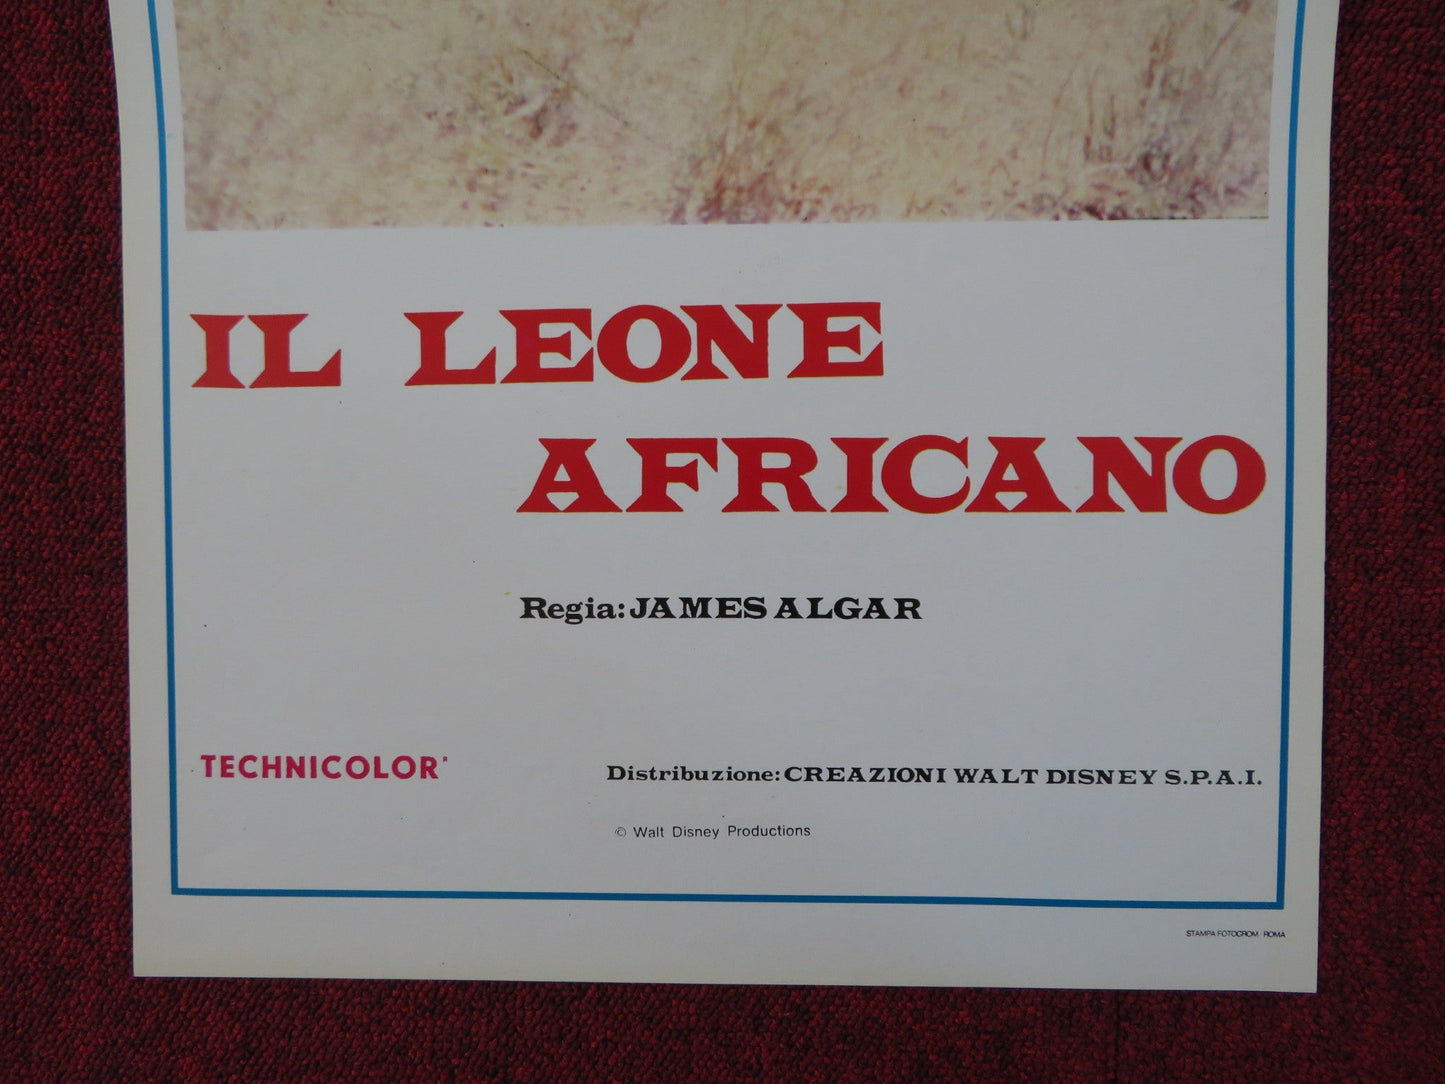 IL LEONE
AFRICANO
Regia: JAMES ALGAR
TECHNICOLOR
Distribuzione: CREAZIONI WALT DISNEY S.P.A.I.
© Walt Disney Productions
STAMPA FOTOCROM · ROMA